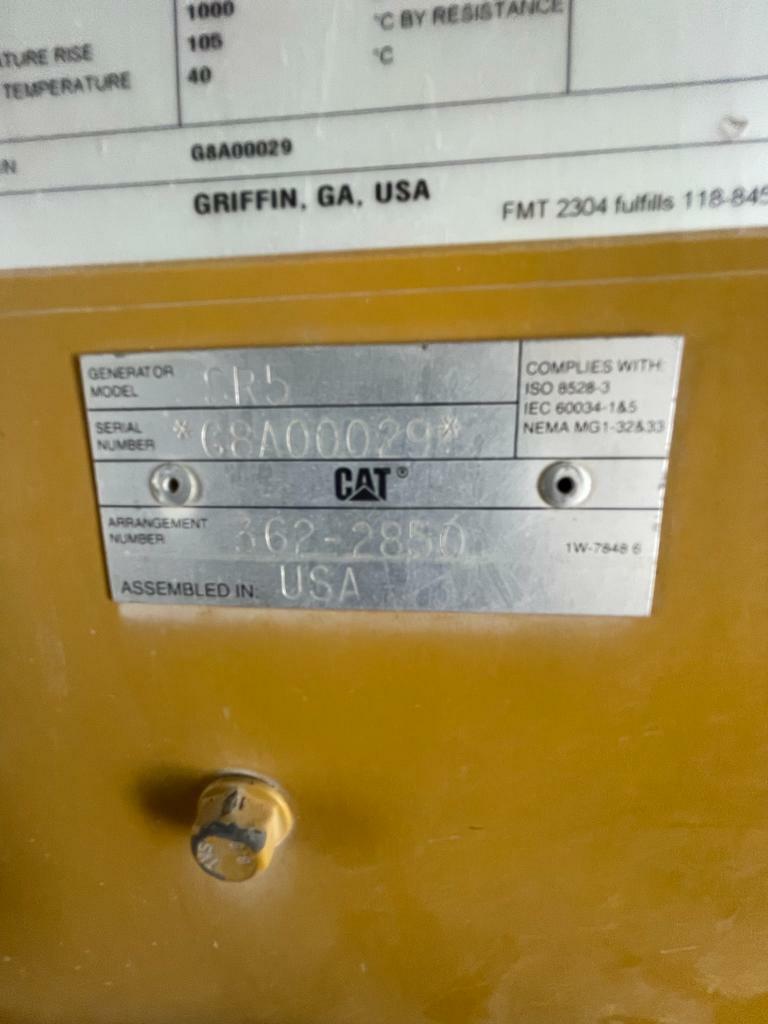 1000
°C BY RESISTANCE
TURE RISE 105 °C
TEMPERATURE 40
N G8A00029
GRIFFIN, GA, USA
FMT 2304 fulfills 118-845
GENERATOR MODEL SR5
COMPLIES WITH:
ISO 8528-3
IEC 60034-1&5
NEMA MG1-32&33
SERIAL NUMBER *G8A00029*
CAT®
ARRANGEMENT NUMBER 362-2850
1W-7848 6
ASSEMBLED IN: USA